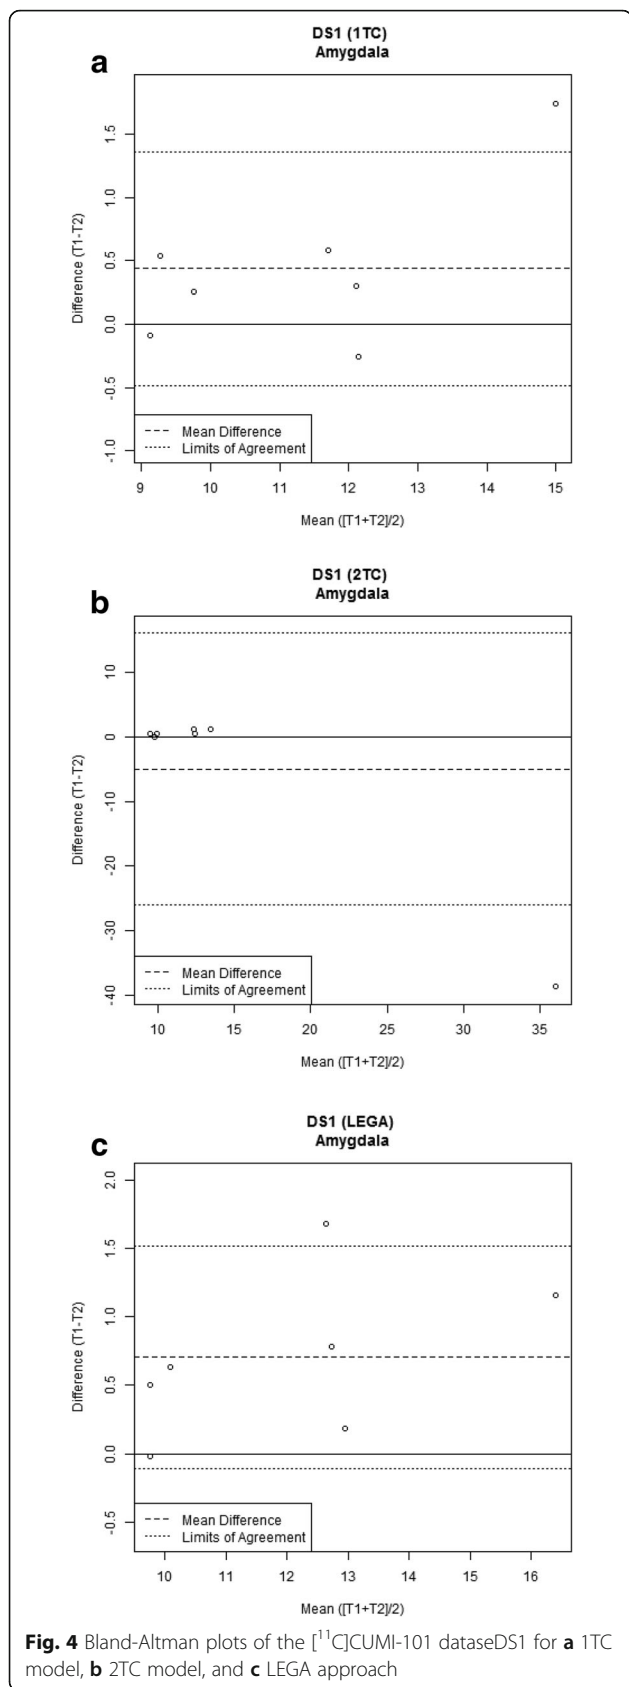 a
DS1 (1TC)
Amygdala
Difference (T1-T2)
1.5
1.0
0.5
0.0
-0.5
-1.0
Mean Difference
Limits of Agreement
9 10 11 12 13 14 15
Mean ([T1+T2]/2)
b
DS1 (2TC)
Amygdala
Difference (T1-T2)
10
0
-10
-20
-30
-40
Mean Difference
Limits of Agreement
10 15 20 25 30 35
Mean ([T1+T2]/2)
c
DS1 (LEGA)
Amygdala
Difference (T1-T2)
2.0
1.5
1.0
0.5
0.0
-0.5
Mean Difference
Limits of Agreement
10 11 12 13 14 15 16
Mean ([T1+T2]/2)
Fig. 4 Bland-Altman plots of the [¹¹C]CUMI-101 dataseDS1 for a 1TC
model, b 2TC model, and c LEGA approach